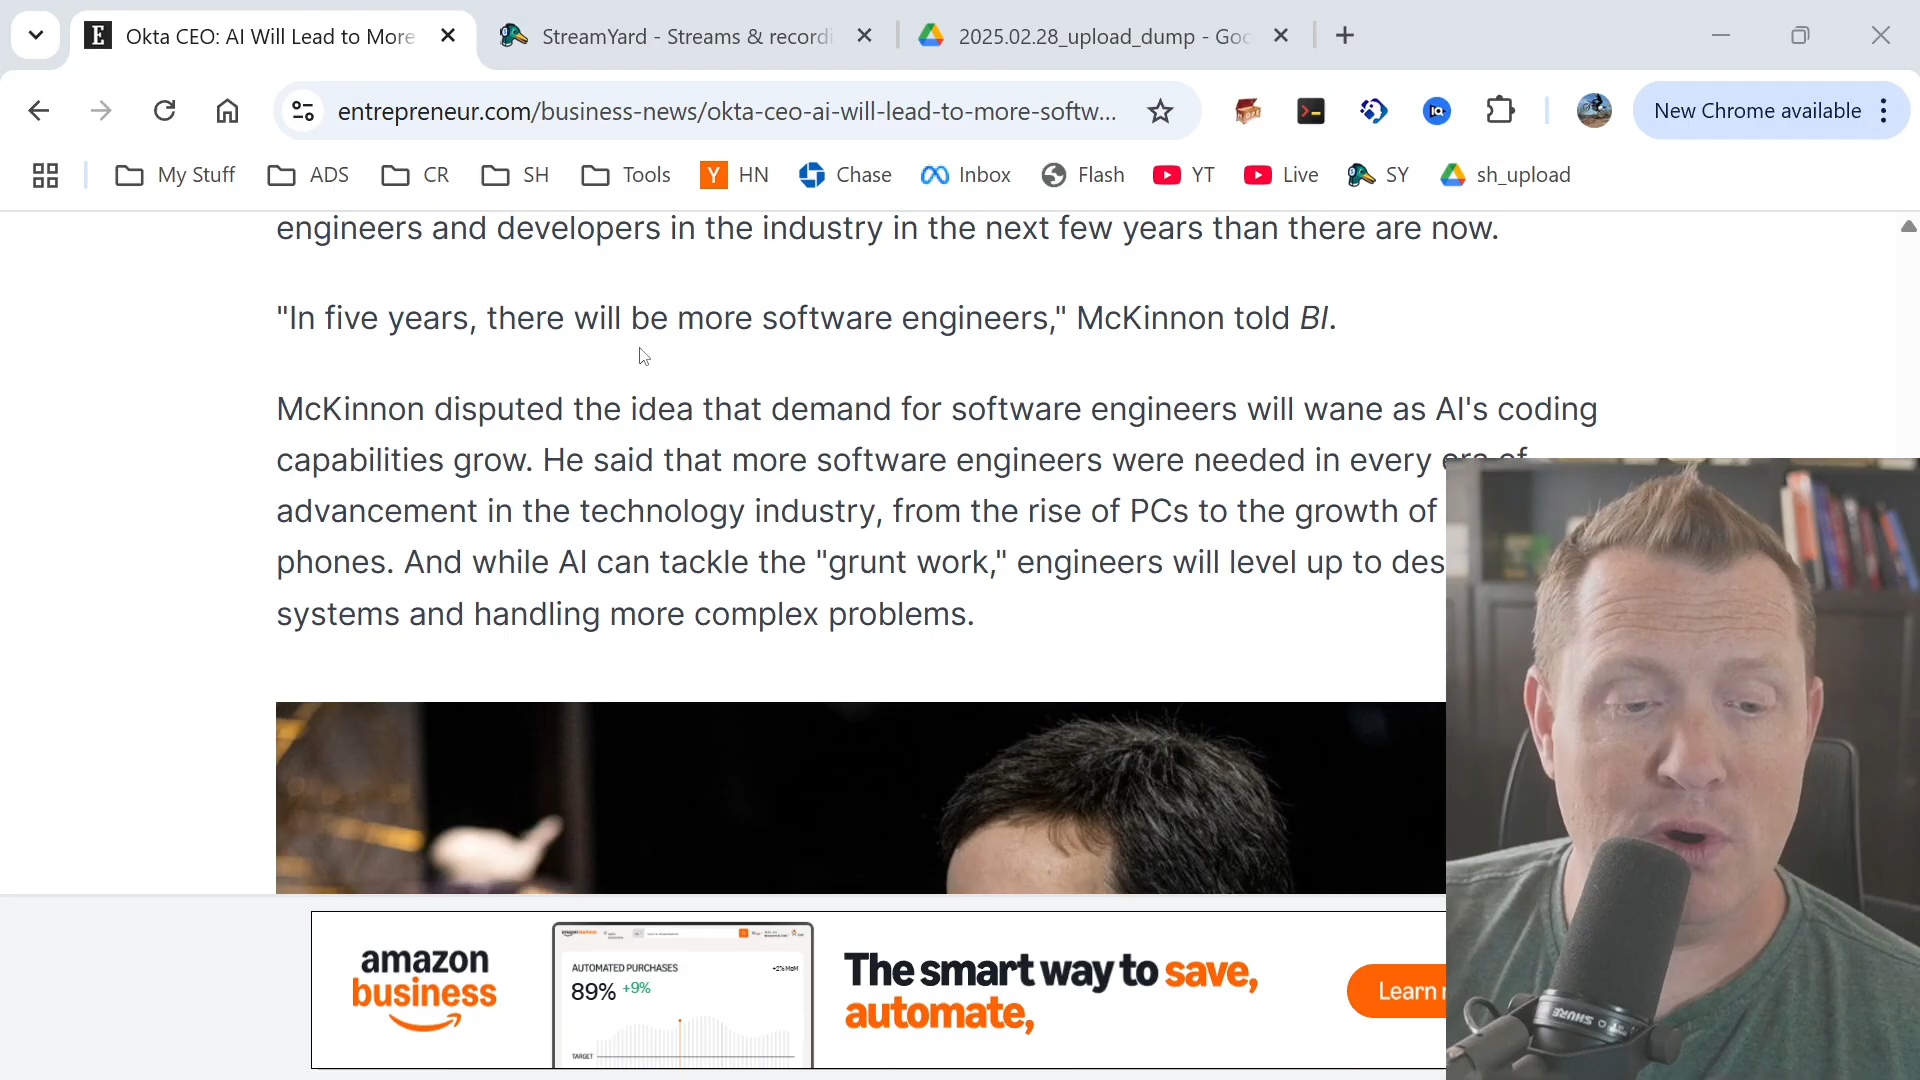 E Okta CEO: AI Will Lead to More
StreamYard - Streams & recordi
2025.02.28_upload_dump - Goo
entrepreneur.com/business-news/okta-ceo-ai-will-lead-to-more-softw...
New Chrome available
My Stuff
ADS
CR
SH
Tools
Y HN
Chase
Inbox
Flash
YT
Live
SY
sh_upload
engineers and developers in the industry in the next few years than there are now.
"In five years, there will be more software engineers," McKinnon told BI.
McKinnon disputed the idea that demand for software engineers will wane as AI's coding
capabilities grow. He said that more software engineers were needed in every era of
advancement in the technology industry, from the rise of PCs to the growth of
phones. And while AI can tackle the "grunt work," engineers will level up to des
systems and handling more complex problems.
amazon
business
AUTOMATED PURCHASES
+2% MoM
89% +9%
TARGET
The smart way to save,
automate,
Learn
SHURE